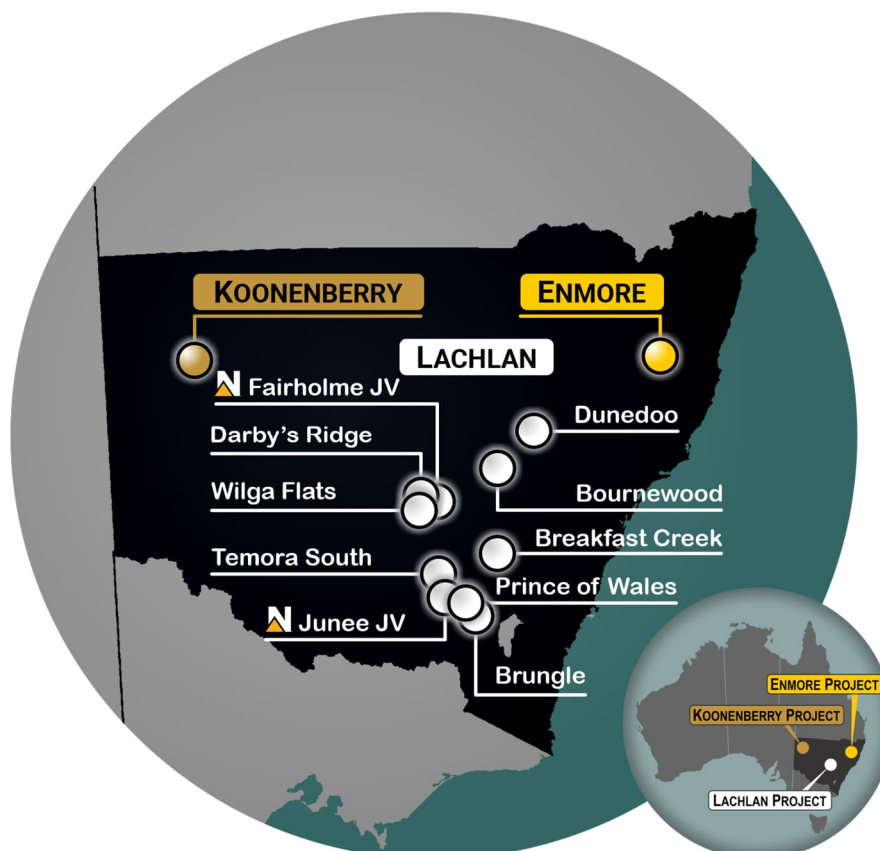 KOONENBERRY
ENMORE
LACHLAN
Fairholme JV
Dunedoo
Darby's Ridge
Wilga Flats
Bournewood
Breakfast Creek
Temora South
Prince of Wales
Junee JV
Brungle
ENMORE PROJECT
KOONENBERRY PROJECT
LACHLAN PROJECT